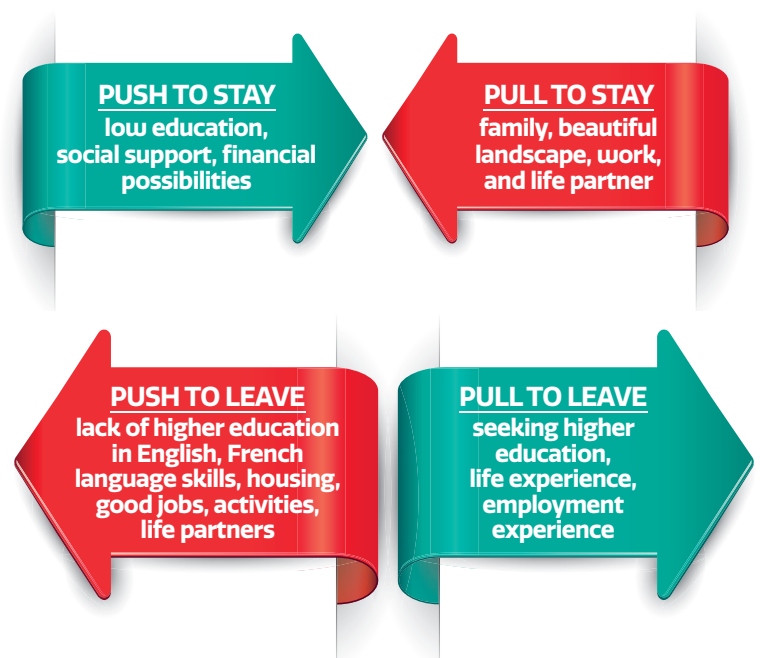 PUSH TO STAY
low education,
social support, financial
possibilities
PULL TO STAY
family, beautiful
landscape, work,
and life partner
PUSH TO LEAVE
lack of higher education
in English, French
language skills, housing,
good jobs, activities,
life partners
PULL TO LEAVE
seeking higher
education,
life experience,
employment
experience